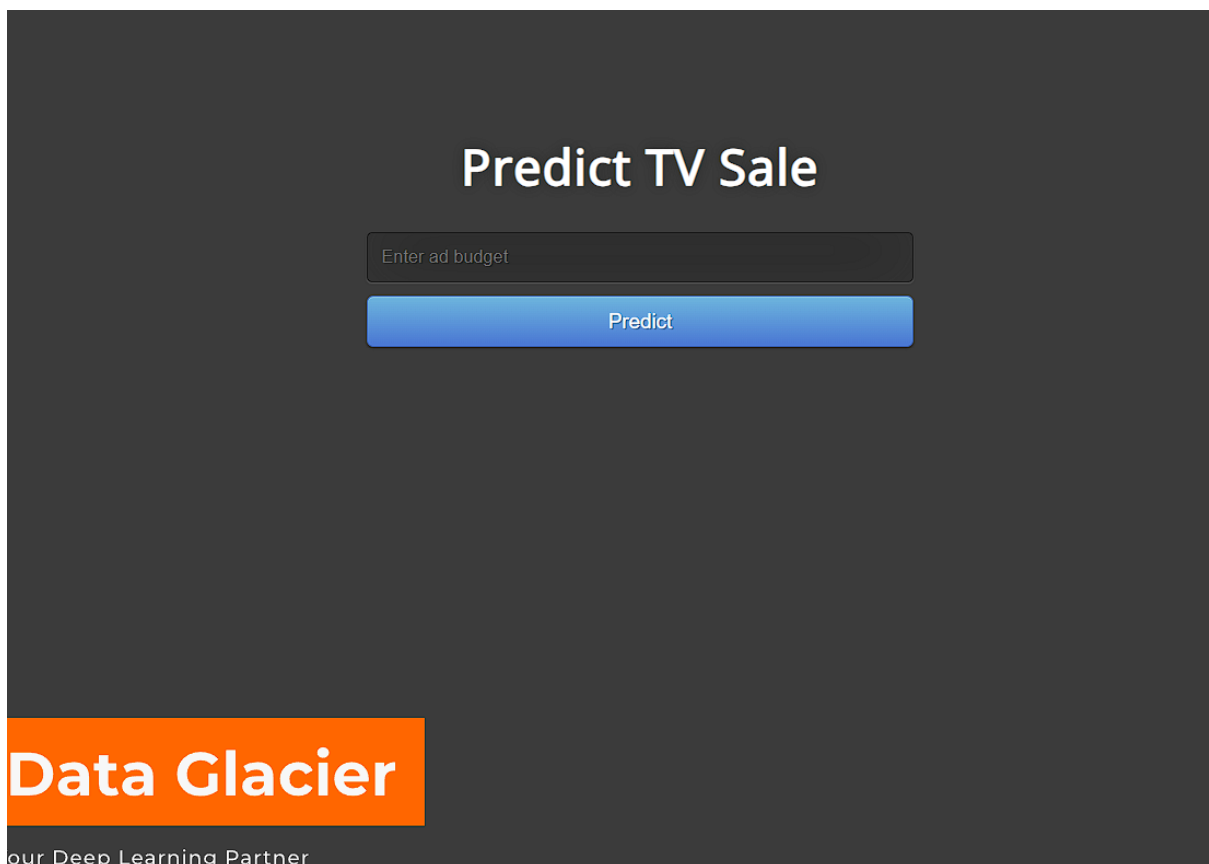 Predict TV Sale
Enter ad budget
Predict
Data Glacier
our Deep Learning Partner